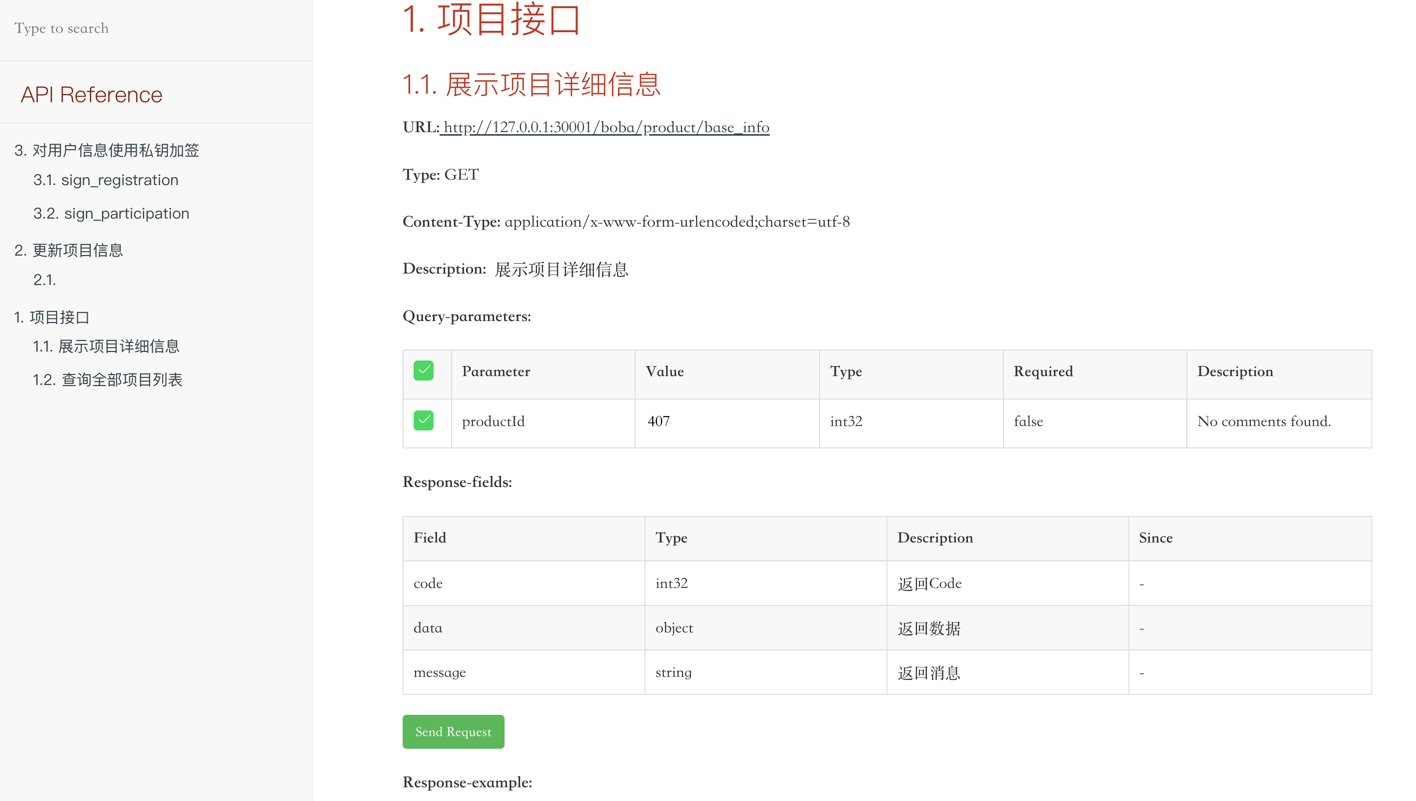 Type to search
API Reference
3. 对用户信息使用私钥加签
3.1. sign_registration
3.2. sign_participation
2. 更新项目信息
2.1.
1. 项目接口
1.1. 展示项目详细信息
1.2. 查询全部项目列表
1. 项目接口
1.1. 展示项目详细信息
URL: http://127.0.0.1:30001/boba/product/base_info
Type: GET
Content-Type: application/x-www-form-urlencoded;charset=utf-8
Description: 展示项目详细信息
Query-parameters:
Parameter Value Type Required Description
productId 407 int32 false No comments found.
Response-fields:
Field Type Description Since
code int32 返回Code -
data object 返回数据 -
message string 返回消息 -
Send Request
Response-example: